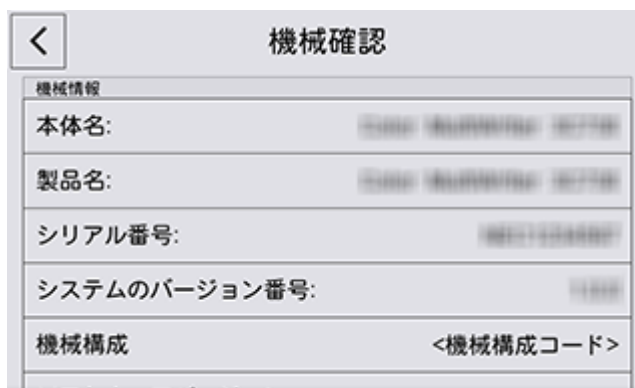 機械確認
機械情報
本体名:
製品名:
シリアル番号:
システムのバージョン番号:
機械構成 <機械構成コード>